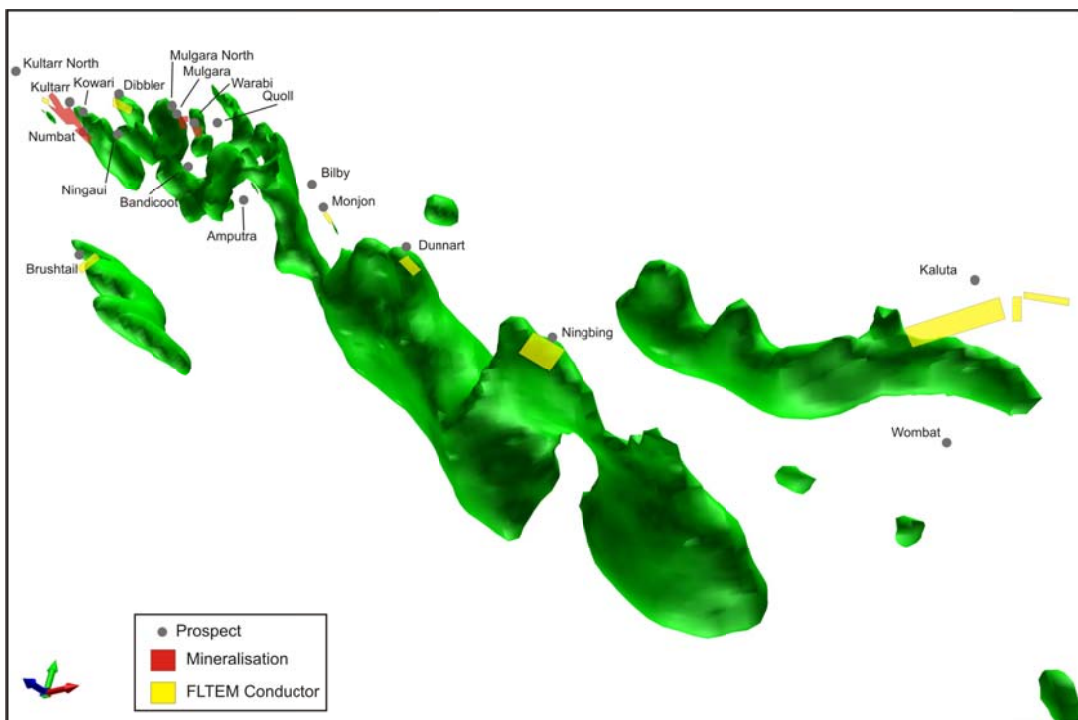 Mulgara North
Kultarr North
Mulgara
Kultarr
Kowari
Dibbler
Warabi
Quoll
Numbat
Ningaui
Bandicoot
Bilby
Monjon
Amputra
Dunnart
Brushtail
Kaluta
Ningbing
Wombat
Prospect
Mineralisation
FLTEM Conductor